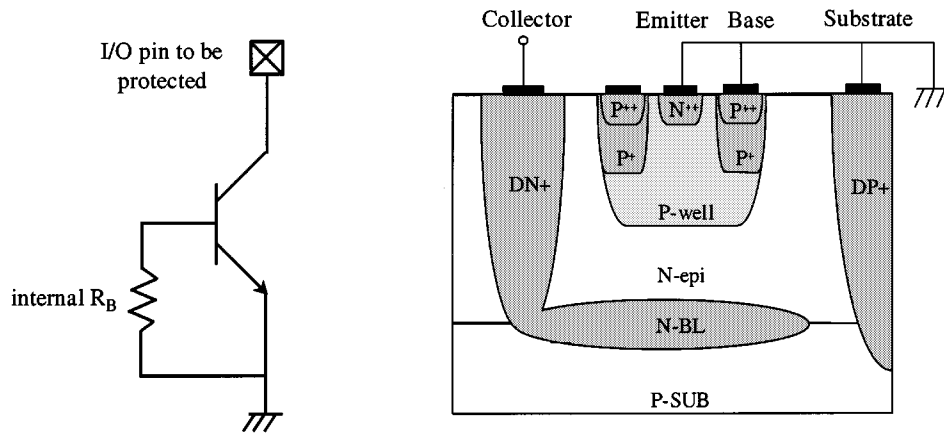 I/O pin to be
protected
internal R_B
Collector
Emitter
Base
Substrate
P⁺⁺
N⁺⁺
P⁺⁺
P⁺
P⁺
DN+
DP+
P-well
N-epi
N-BL
P-SUB